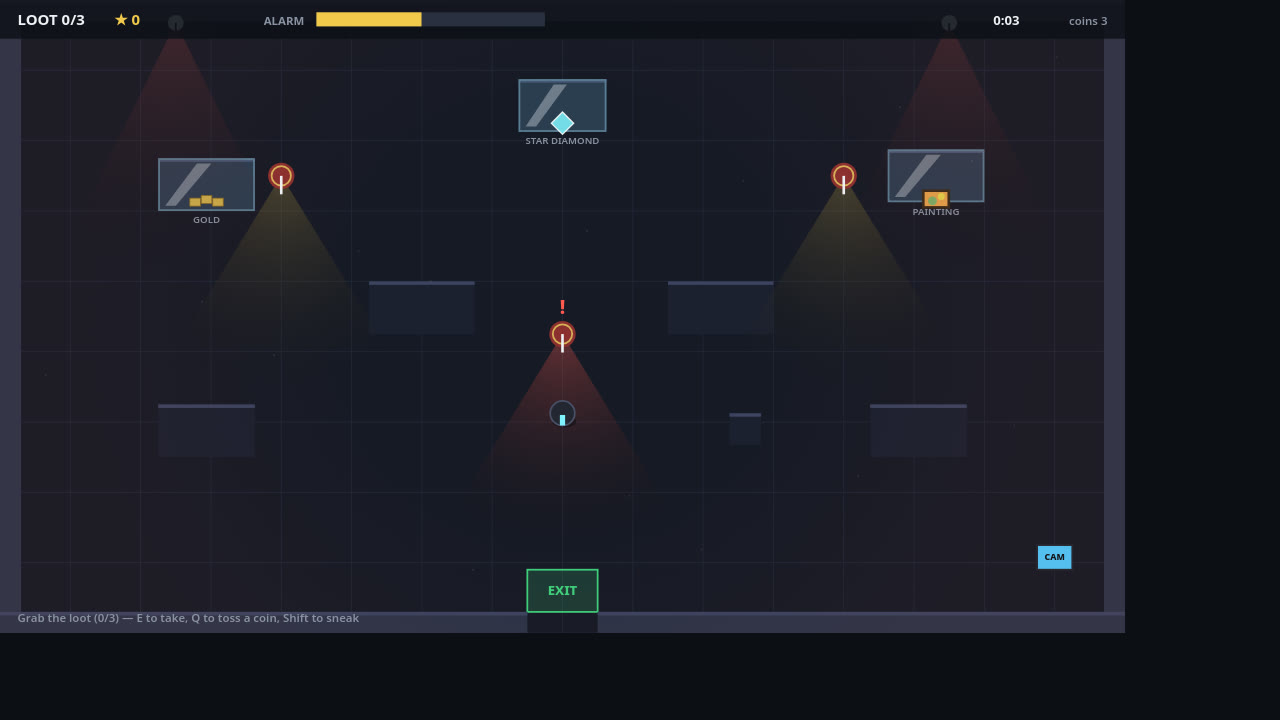 LOOT 0/3 ★ 0 ALARM 0:03 coins 3
STAR DIAMOND
GOLD
PAINTING
!
CAM
EXIT
Grab the loot (0/3) — E to take, Q to toss a coin, Shift to sneak